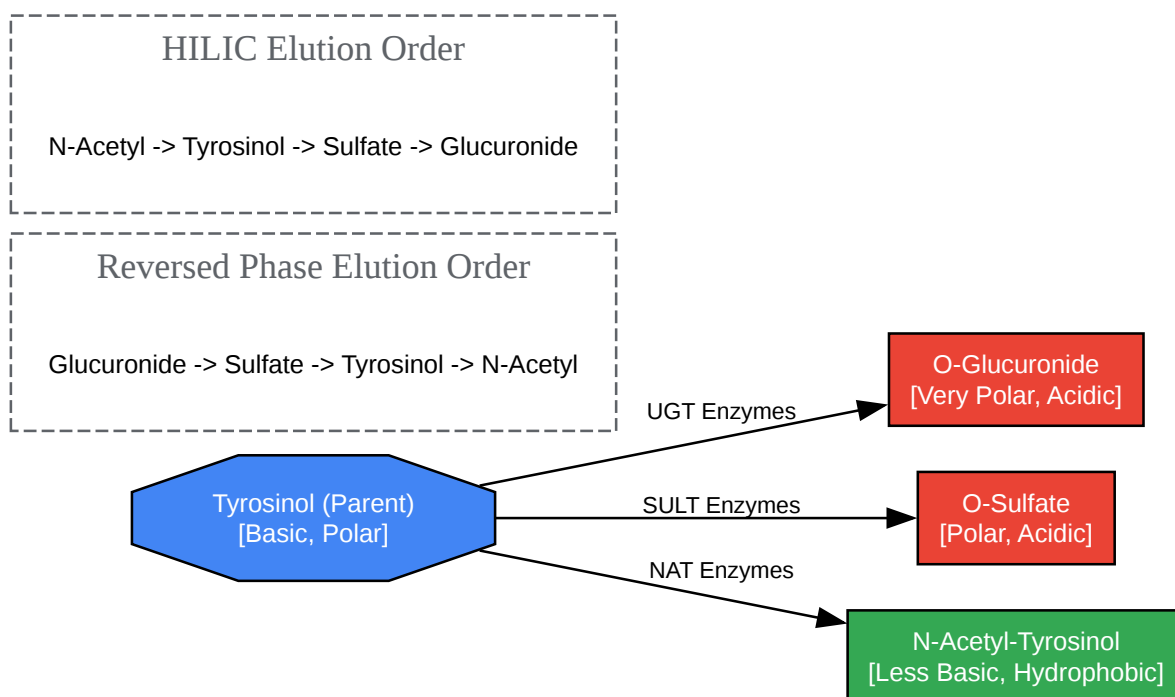 HILIC Elution Order
N-Acetyl -> Tyrosinol -> Sulfate -> Glucuronide
Reversed Phase Elution Order
Glucuronide -> Sulfate -> Tyrosinol -> N-Acetyl
O-Glucuronide
[Very Polar, Acidic]
UGT Enzymes
Tyrosinol (Parent)
[Basic, Polar]
SULT Enzymes
O-Sulfate
[Polar, Acidic]
NAT Enzymes
N-Acetyl-Tyrosinol
[Less Basic, Hydrophobic]